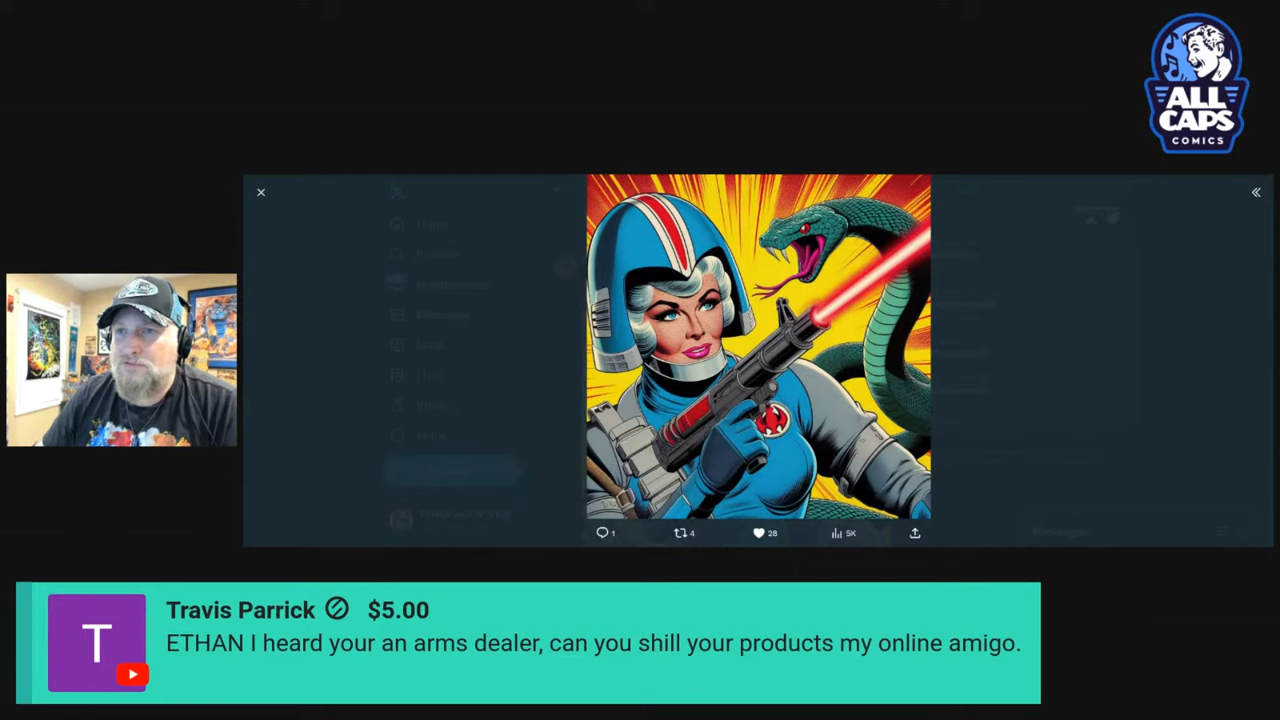 ALL
CAPS
COMICS
1
4
28
5K
T
Travis Parrick $5.00
ETHAN I heard your an arms dealer, can you shill your products my online amigo.